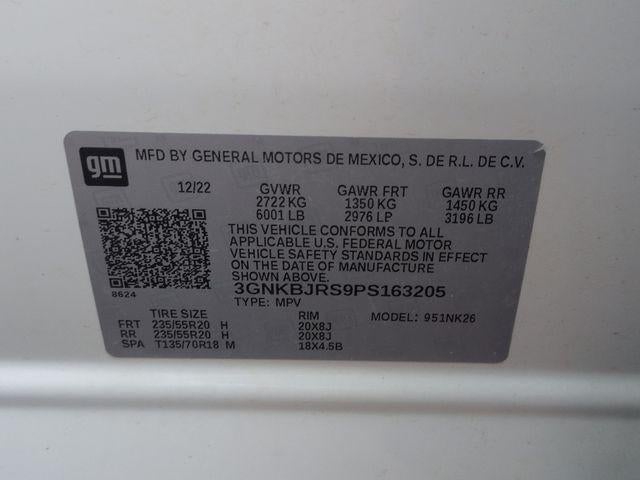 gm MFD BY GENERAL MOTORS DE MEXICO, S. DE R.L. DE C.V.
12/22 GVWR GAWR FRT GAWR RR
2722 KG 1350 KG 1450 KG
6001 LB 2976 LP 3196 LB
THIS VEHICLE CONFORMS TO ALL
APPLICABLE U.S. FEDERAL MOTOR
VEHICLE SAFETY STANDARDS IN EFFECT
ON THE DATE OF MANUFACTURE
SHOWN ABOVE.
8624 3GNKBJRS9PS163205
TYPE: MPV MODEL: 951NK26
TIRE SIZE RIM
FRT 235/55R20 H 20X8J
RR 235/55R20 H 20X8J
SPA T135/70R18 M 18X4.5B